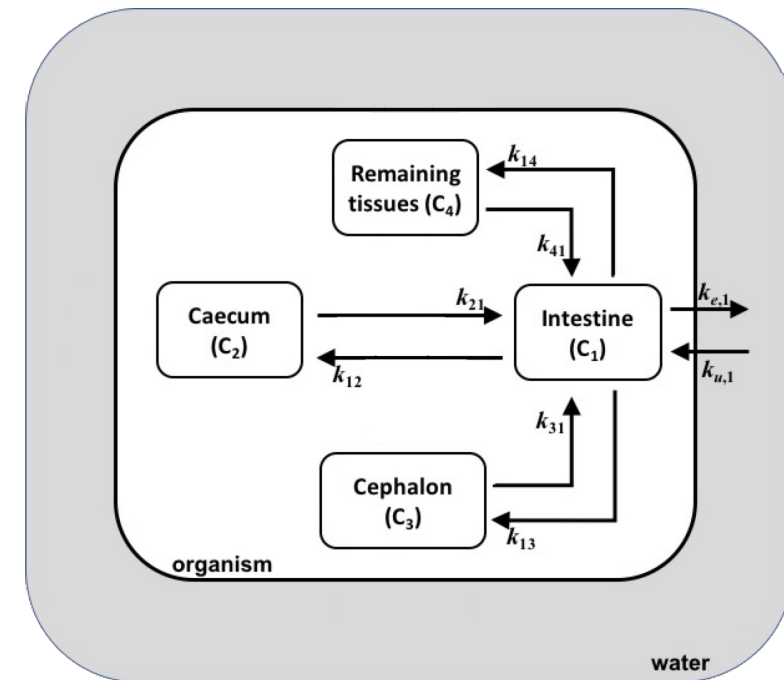 k14
Remaining
tissues (C4)
k41
Caecum
(C2)
k21
k12
Intestine
(C1)
ke,1
ku,1
k31
Cephalon
(C3)
k13
organism
water